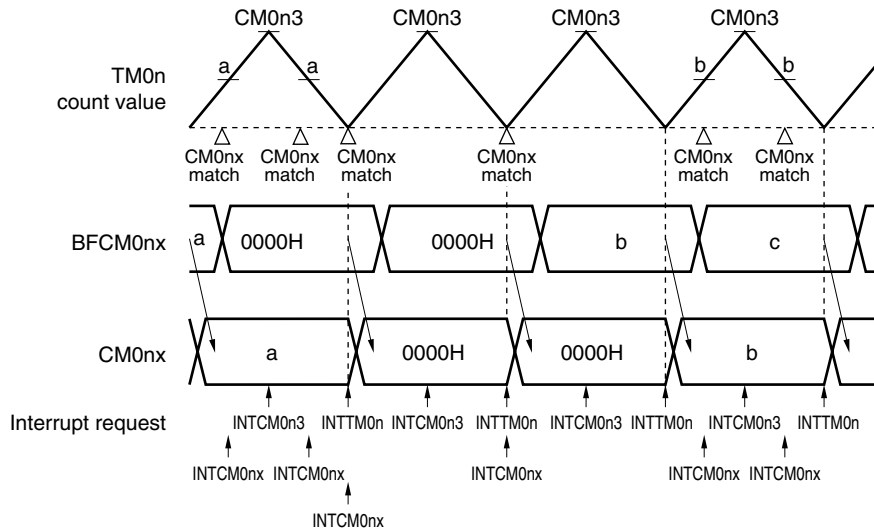 CM0n3 CM0n3 CM0n3 CM0n3
a a b b
TM0n
count value
CM0nx CM0nx CM0nx CM0nx CM0nx CM0nx
match match match match match match
BFCM0nx a 0000H 0000H b c
CM0nx a 0000H 0000H b
Interrupt request INTCM0n3 INTTM0n INTCM0n3 INTTM0n INTCM0n3 INTTM0n INTCM0n3 INTTM0n
INTCM0nx INTCM0nx INTCM0nx INTCM0nx INTCM0nx
INTCM0nx